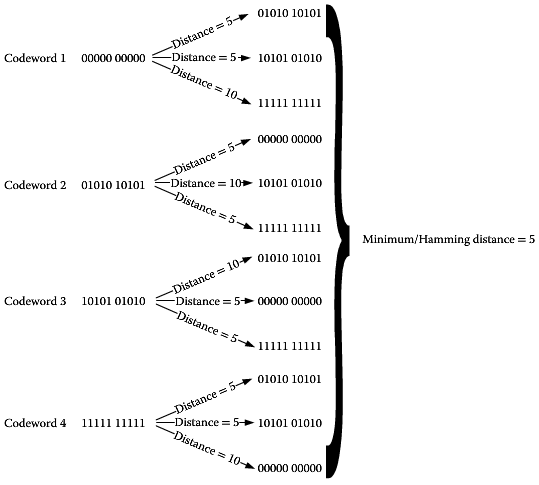 01010 10101
Distance = 5
Codeword 1 00000 00000 Distance = 5 10101 01010
Distance = 10
11111 11111
00000 00000
Distance = 5
Codeword 2 01010 10101 Distance = 10 10101 01010
Distance = 5
11111 11111
Minimum/Hamming distance = 5
01010 10101
Distance = 10
Codeword 3 10101 01010 Distance = 5 00000 00000
Distance = 5
11111 11111
01010 10101
Distance = 5
Codeword 4 11111 11111 Distance = 5 10101 01010
Distance = 10
00000 00000